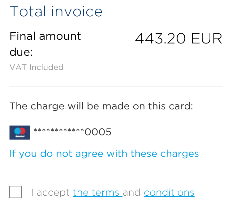 Total invoice
Final amount due: 443.20 EUR
VAT Included
The charge will be made on this card:
************0005
If you do not agree with these charges
I accept the terms and conditions